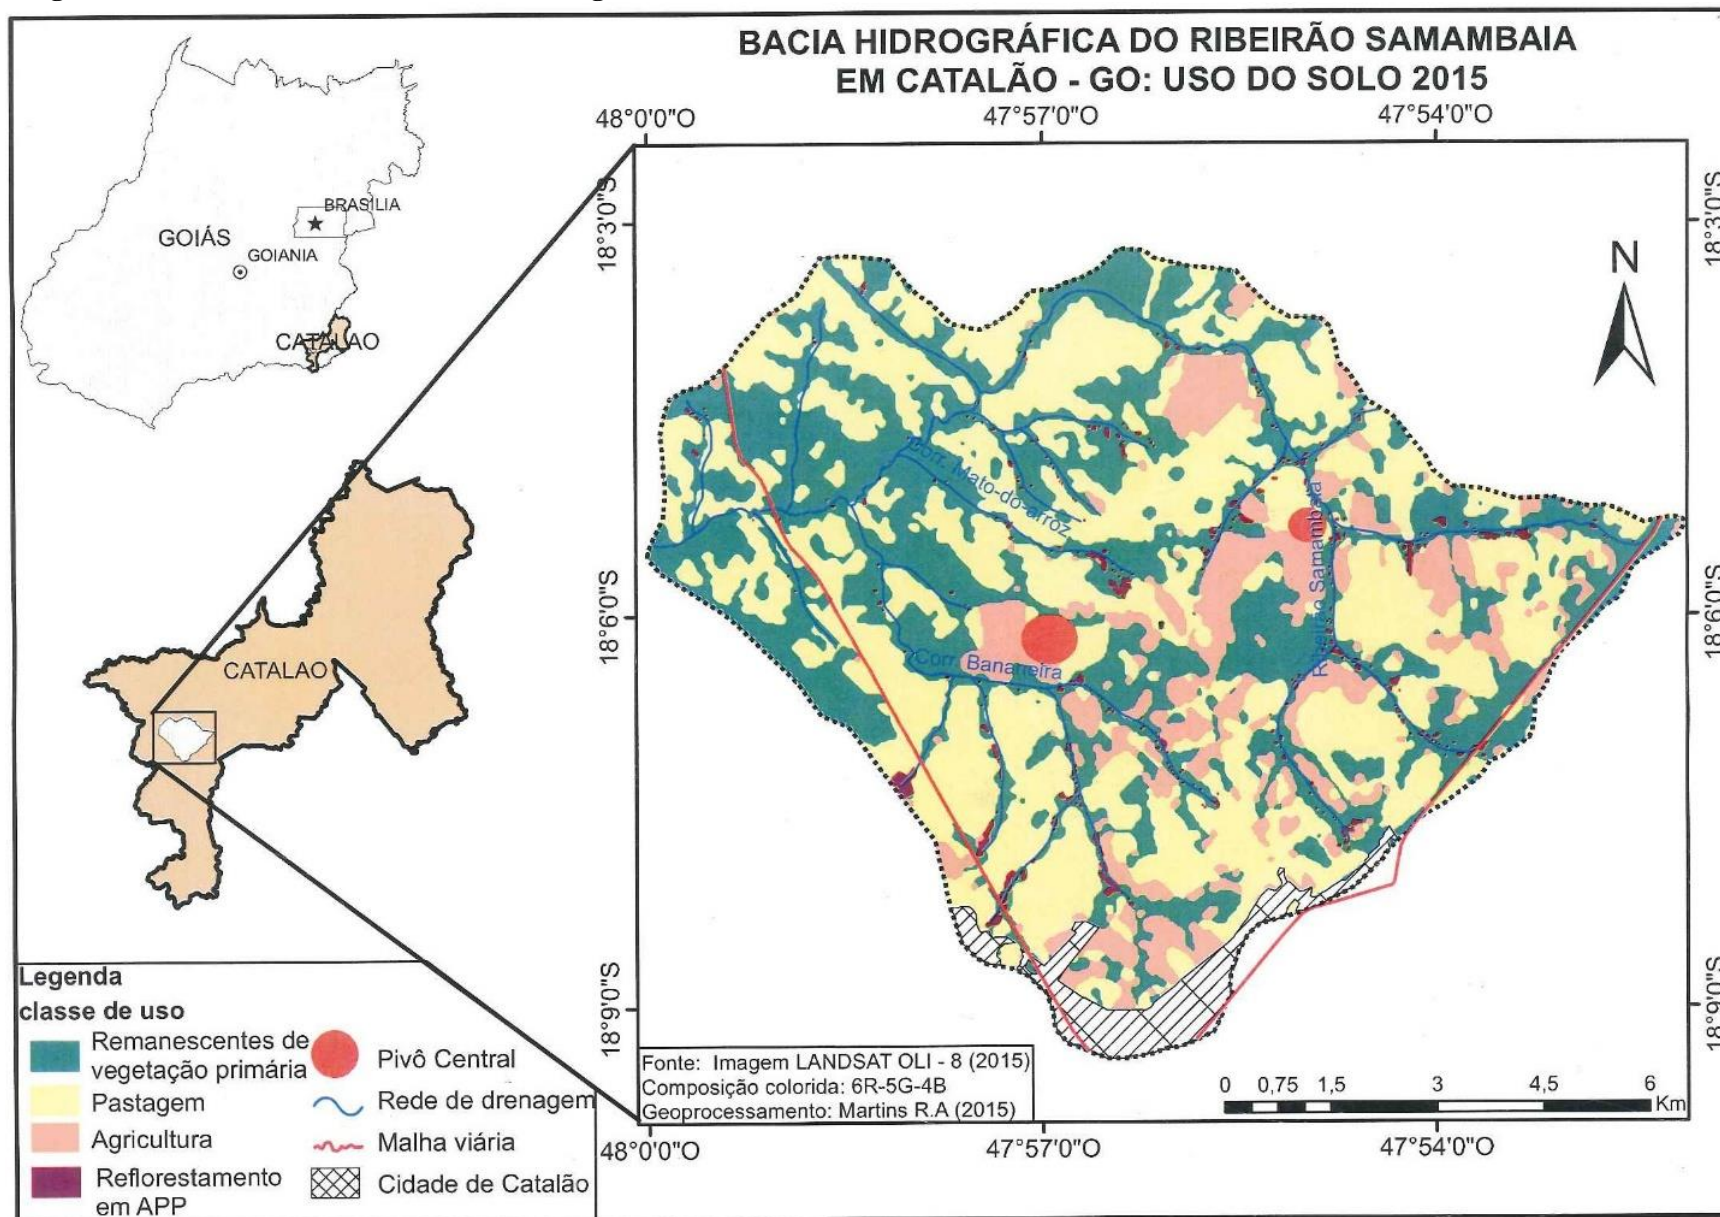 BACIA HIDROGRÁFICA DO RIBEIRÃO SAMAMBAIA
EM CATALÃO - GO: USO DO SOLO 2015
48°0'0"O
47°57'0"O
47°54'0"O
18°3'0"S
18°3'0"S
BRASÍLIA
GOIÁS
GOIANIA
CATALAO
N
Corr. Mato-do-arroz
Ribeirão Samambaia
18°6'0"S
18°6'0"S
Corr. Bananeira
CATALAO
18°9'0"S
18°9'0"S
Legenda
classe de uso
Remanescentes de
vegetação primária
Pastagem
Agricultura
Reflorestamento
em APP
Pivô Central
Rede de drenagem
Malha viária
Cidade de Catalão
Fonte: Imagem LANDSAT OLI - 8 (2015)
Composição colorida: 6R-5G-4B
Geoprocessamento: Martins R.A (2015)
0 0,75 1,5 3 4,5 6
Km
48°0'0"O
47°57'0"O
47°54'0"O